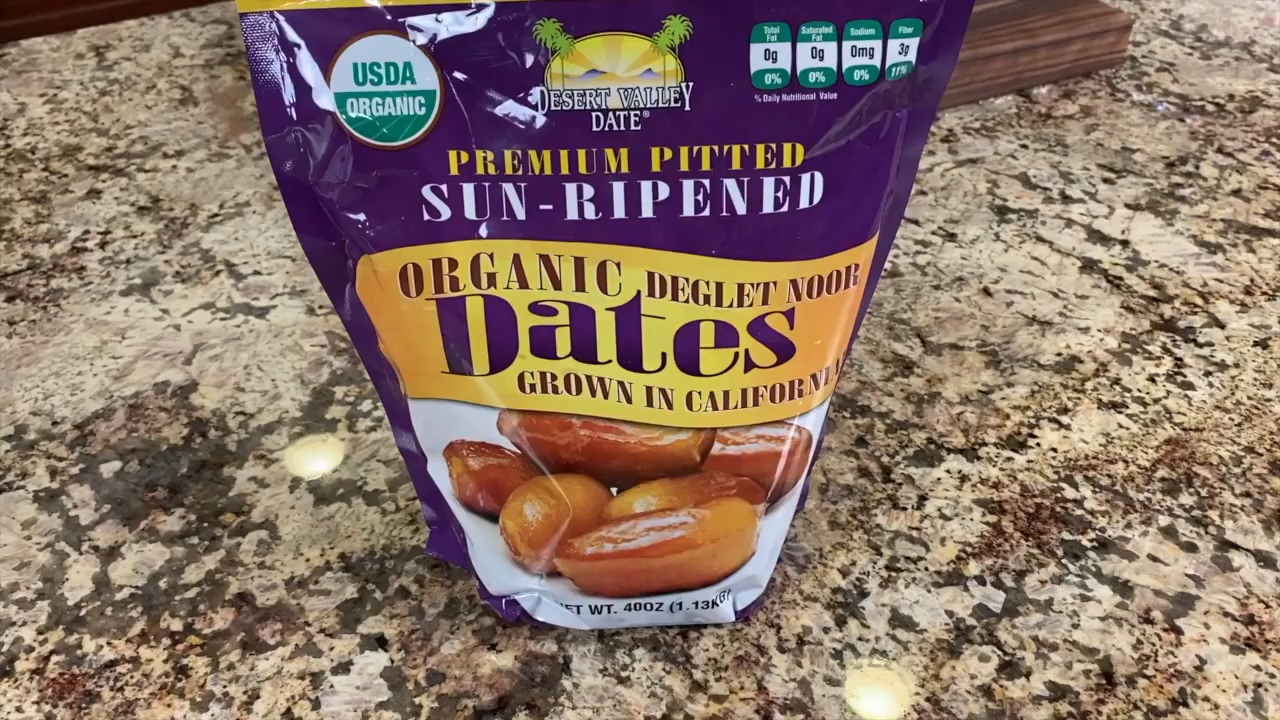 USDA
ORGANIC
DESERT VALLEY
DATE®
Total Fat
0g
0%
Saturated Fat
0g
0%
Sodium
0mg
0%
Fiber
3g
11%
% Daily Nutritional Value
PREMIUM PITTED
SUN-RIPENED
ORGANIC DEGLET NOOR
Dates
GROWN IN CALIFORNIA
ET WT. 40OZ (1.13KG)